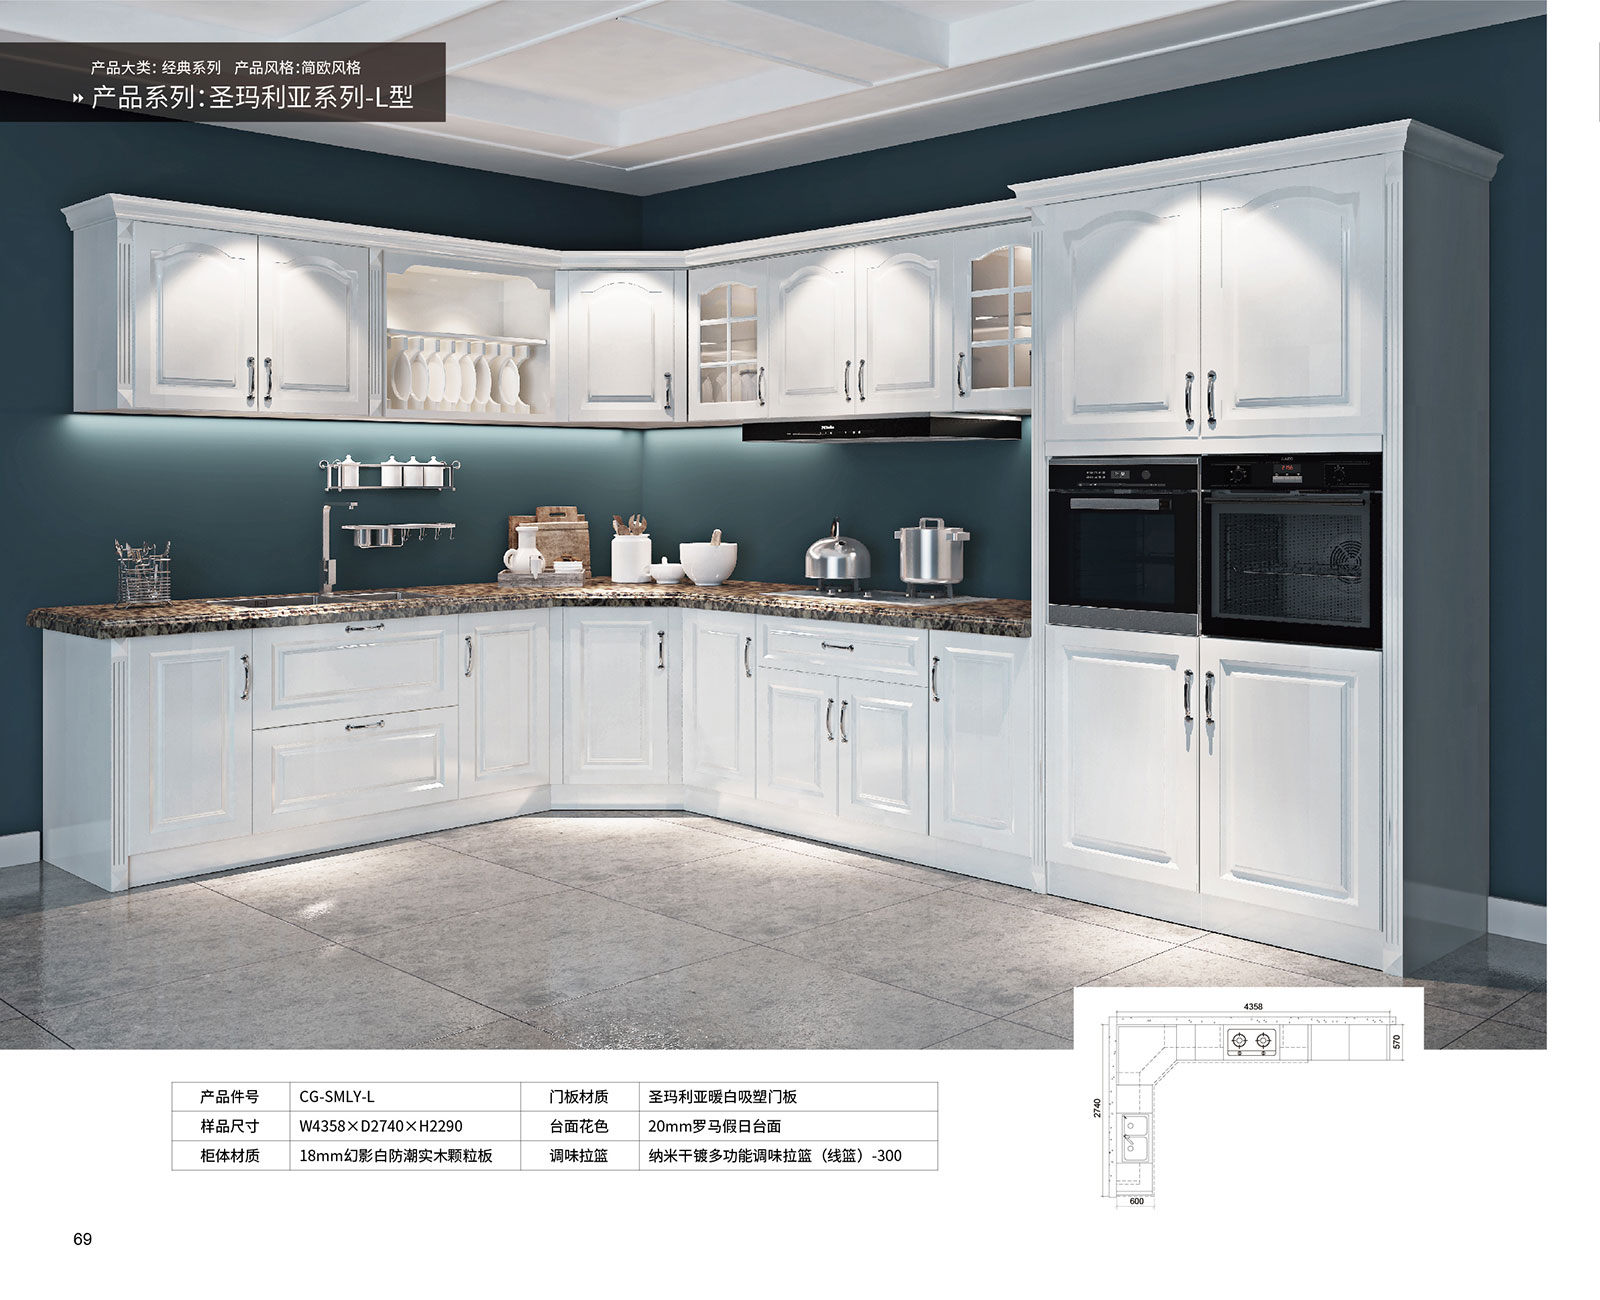 产品大类：经典系列 产品风格：简欧风格
产品系列：圣玛利亚系列-L型
4358
570
2740
600
产品件号 CG-SMLY-L 门板材质 圣玛利亚暖白吸塑门板
样品尺寸 W4358×D2740×H2290 台面花色 20mm罗马假日台面
柜体材质 18mm幻影白防潮实木颗粒板 调味拉篮 纳米干镀多功能调味拉篮（线篮）-300
69